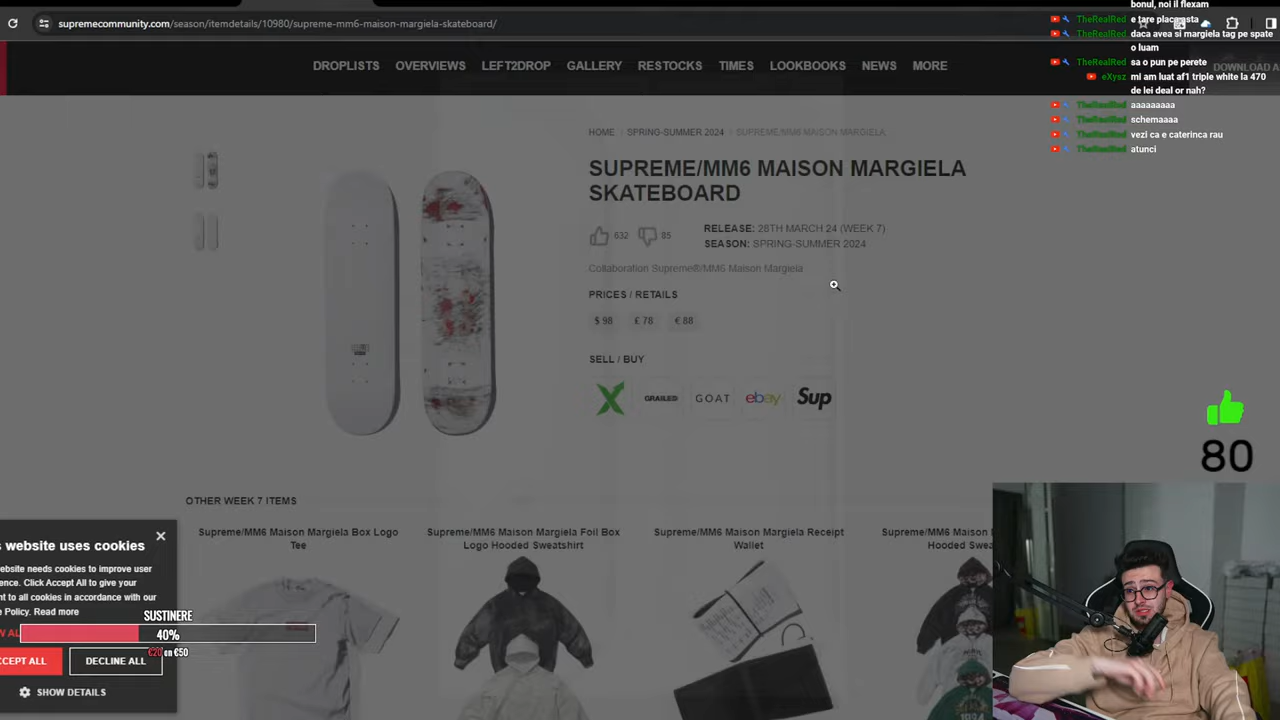 supremecommunity.com/season/itemdetails/10980/supreme-mm6-maison-margiela-skateboard/
bonul, noi il flexam
TheRealRed e tare placa asta
TheRealRed daca avea si margiela tag pe spate
o luam
TheRealRed sa o pun pe perete
eXysz mi am luat af1 triple white la 470
de lei deal or nah?
TheRealRed aaaaaaaaa
TheRealRed schemaaaa
TheRealRed vezi ca e caterinca rau
TheRealRed atunci
DROPLISTS OVERVIEWS LEFT2DROP GALLERY RESTOCKS TIMES LOOKBOOKS NEWS MORE
DOWNLOAD A
HOME / SPRING-SUMMER 2024 / SUPREME/MM6 MAISON MARGIELA
SUPREME/MM6 MAISON MARGIELA
SKATEBOARD
632 85
RELEASE: 28TH MARCH 24 (WEEK 7)
SEASON: SPRING-SUMMER 2024
Collaboration Supreme®/MM6 Maison Margiela
PRICES / RETAILS
$ 98 £ 78 € 88
SELL / BUY
GRAILED GOAT ebay Sup
80
OTHER WEEK 7 ITEMS
Supreme/MM6 Maison Margiela Box Logo
Tee
Supreme/MM6 Maison Margiela Foil Box
Logo Hooded Sweatshirt
Supreme/MM6 Maison Margiela Receipt
Wallet
Supreme/MM6 Maison
Hooded Swea
s website uses cookies
website needs cookies to improve user
ence. Click Accept All to give your
nt to all cookies in accordance with our
e Policy. Read more
SUSTINERE
40%
€20 en €50
CCEPT ALL DECLINE ALL
SHOW DETAILS